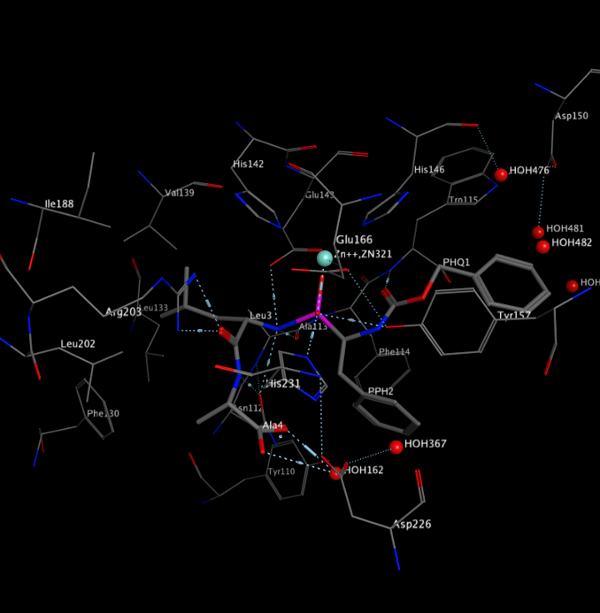 Asp150
His142
His146
HOH476
Val139
Glu143
Trp115
Ile188
HOH481
Glu166
HOH482
Zn++,ZN321
PHQ1
HOH
Arg203
Leu133
Leu3
Tyr157
Ala113
Leu202
Phe114
His231
PPH2
Phe130
Asn112
Ala4
HOH367
Tyr110
HOH162
Asp226